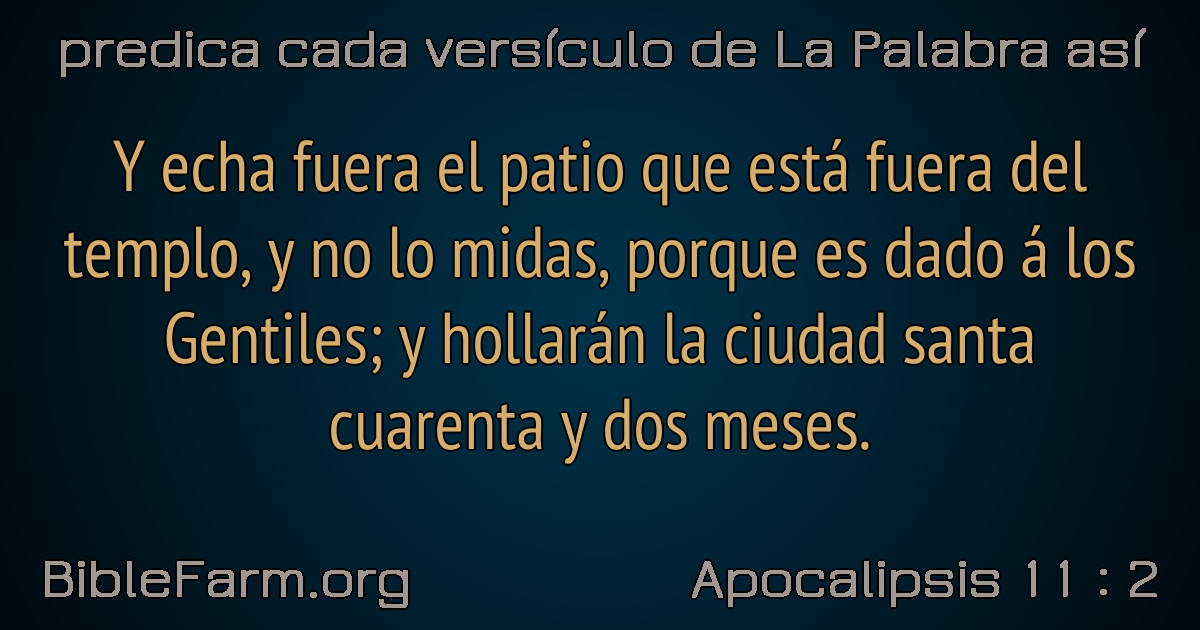 predica cada versículo de La Palabra así
Y echa fuera el patio que está fuera del
templo, y no lo midas, porque es dado á los
Gentiles; y hollarán la ciudad santa
cuarenta y dos meses.
BibleFarm.org
Apocalipsis 11 : 2